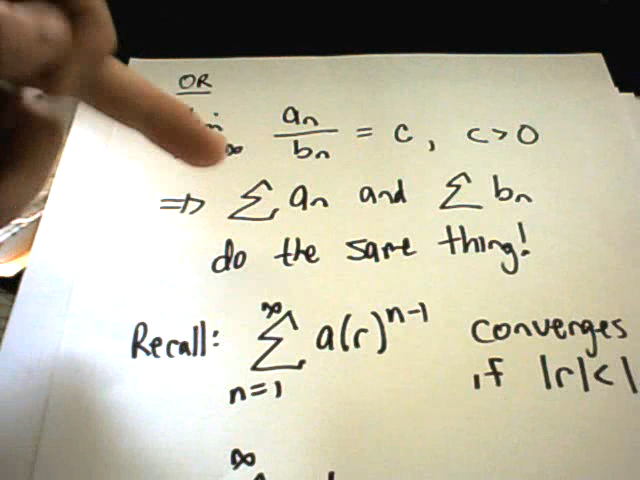 OR
∞ an/bn = c, c>0
⇒ ∑ an and ∑ bn
do the same thing!
Recall: ∞∑n=1 a(r)^n-1 converges
if |r|<1
∞